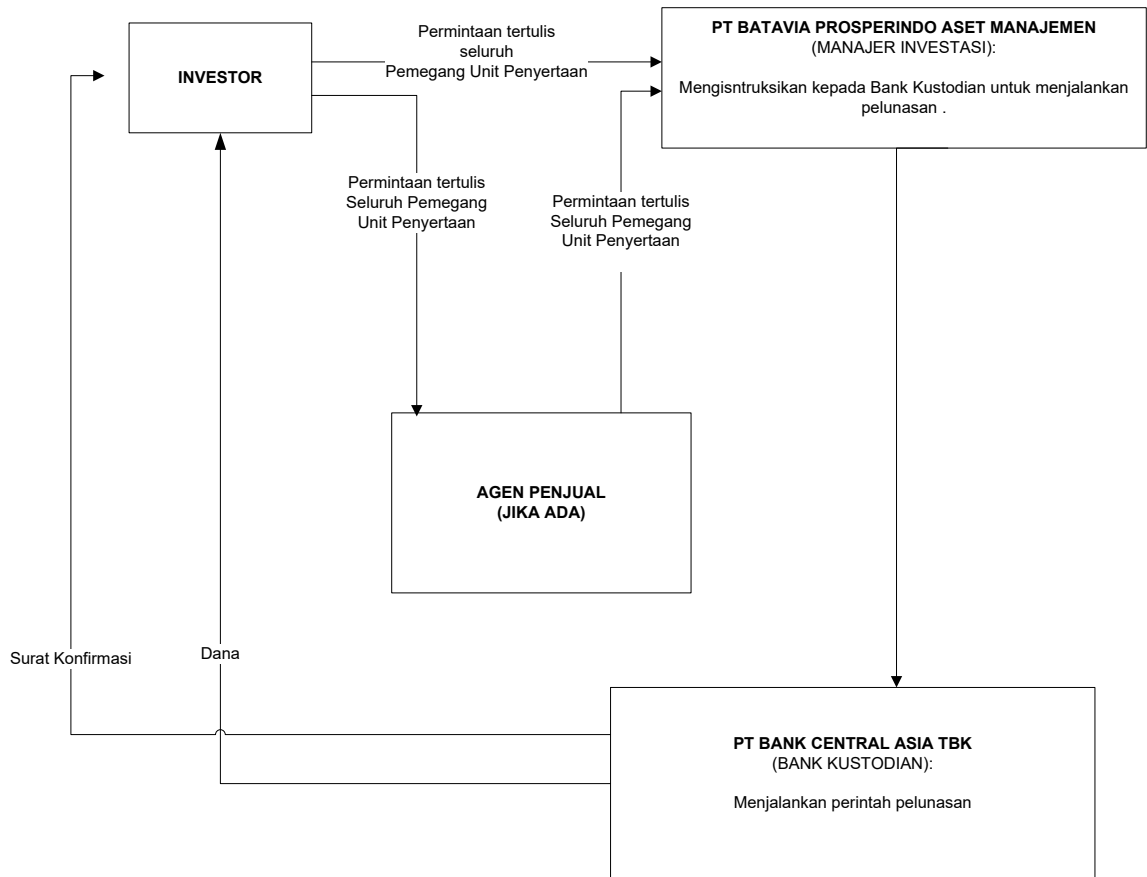 INVESTOR
Permintaan tertulis
seluruh
Pemegang Unit Penyertaan
PT BATAVIA PROSPERINDO ASET MANAJEMEN
(MANAJER INVESTASI):
Mengisntruksikan kepada Bank Kustodian untuk menjalankan
pelunasan .
Permintaan tertulis
Seluruh Pemegang
Unit Penyertaan
Permintaan tertulis
Seluruh Pemegang
Unit Penyertaan
AGEN PENJUAL
(JIKA ADA)
Surat Konfirmasi
Dana
PT BANK CENTRAL ASIA TBK
(BANK KUSTODIAN):
Menjalankan perintah pelunasan